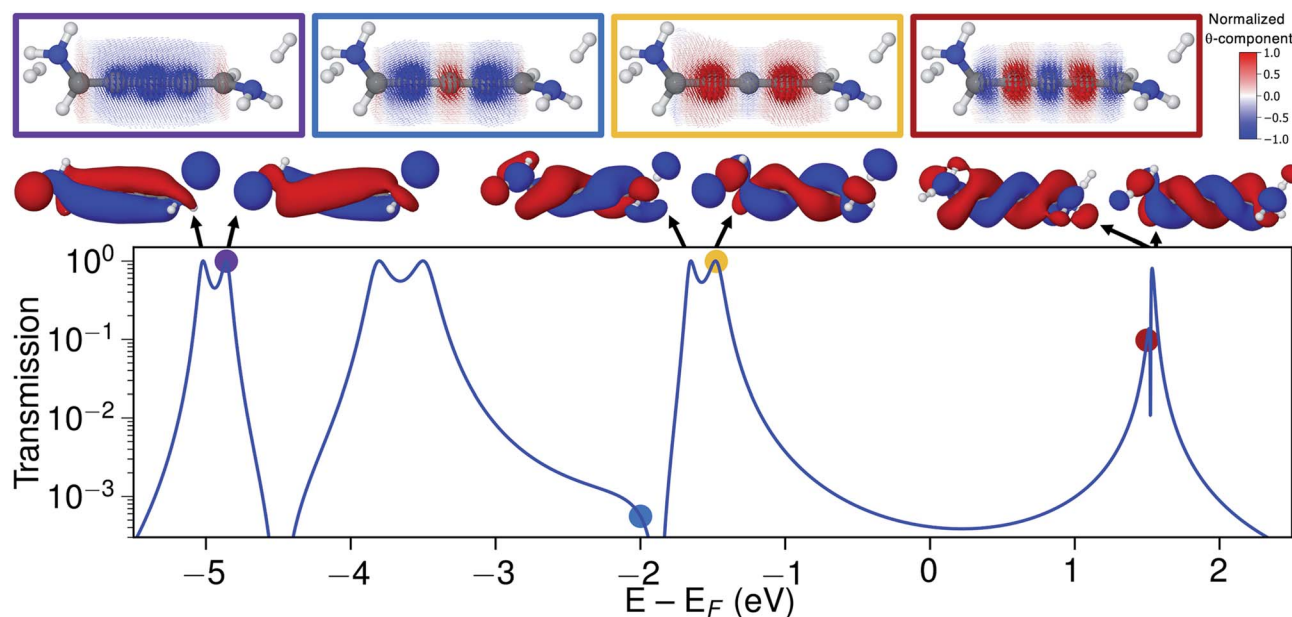 Normalized
θ-component
1.0
0.5
0.0
−0.5
−1.0
Transmission
10⁰
10⁻¹
10⁻²
10⁻³
−5 −4 −3 −2 −1 0 1 2
E − E_F (eV)